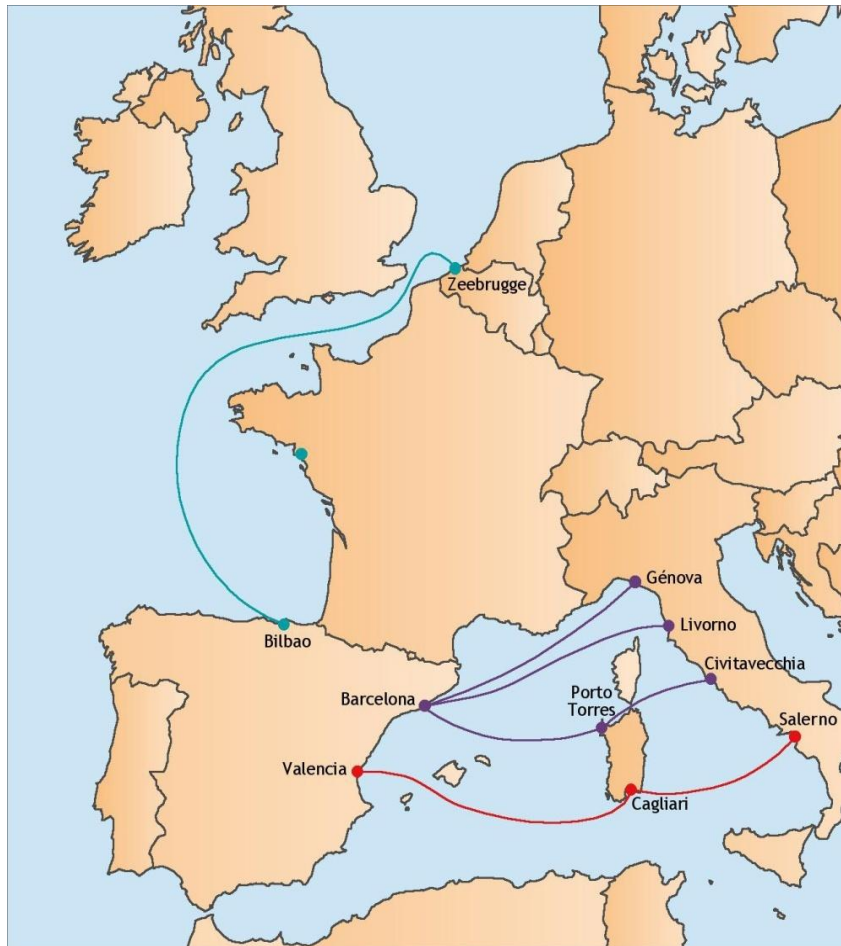 Zeebrugge
Génova
Livorno
Bilbao
Civitavecchia
Barcelona
Porto
Torres
Salerno
Valencia
Cagliari